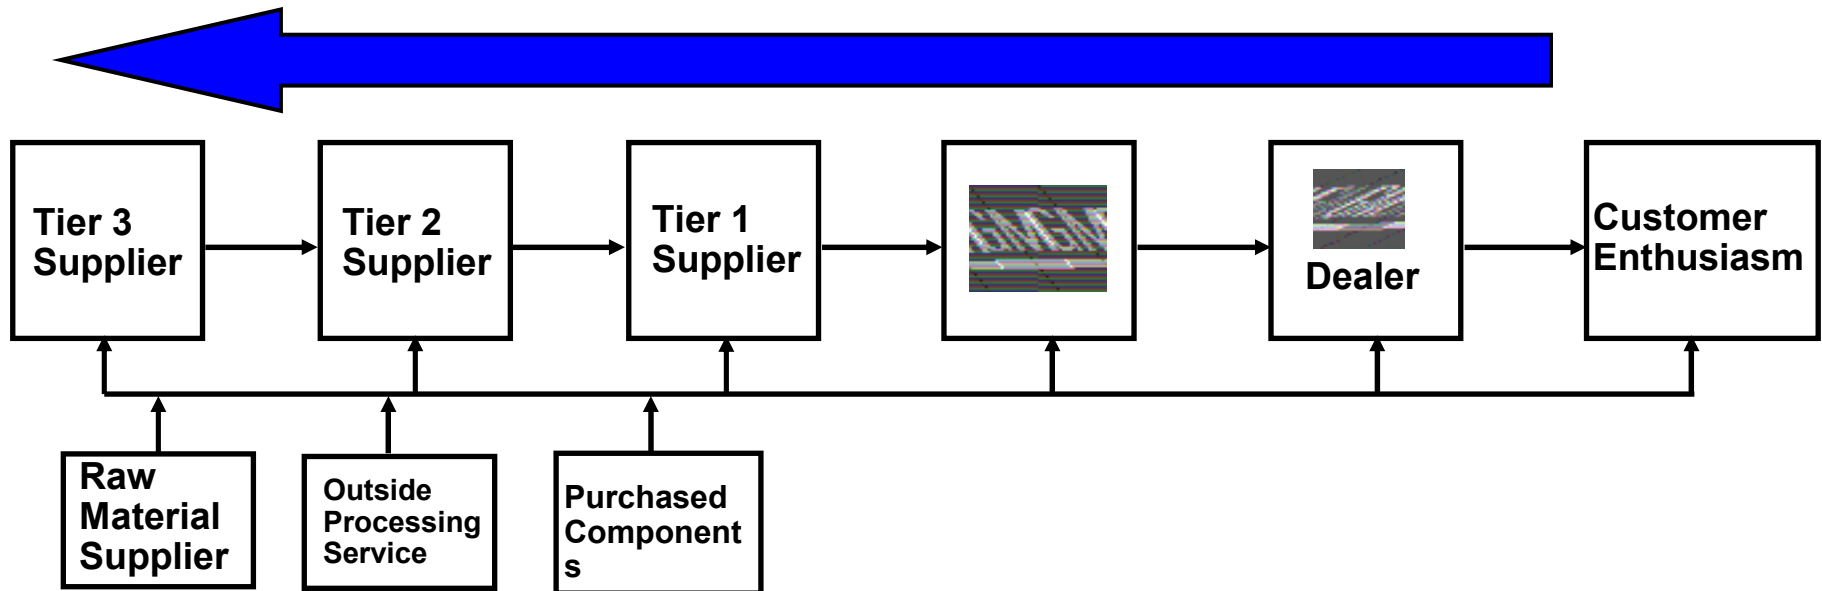 Tier 3
Supplier
Tier 2
Supplier
Tier 1
Supplier
Dealer
Customer
Enthusiasm
Raw
Material
Supplier
Outside
Processing
Service
Purchased
Component
s